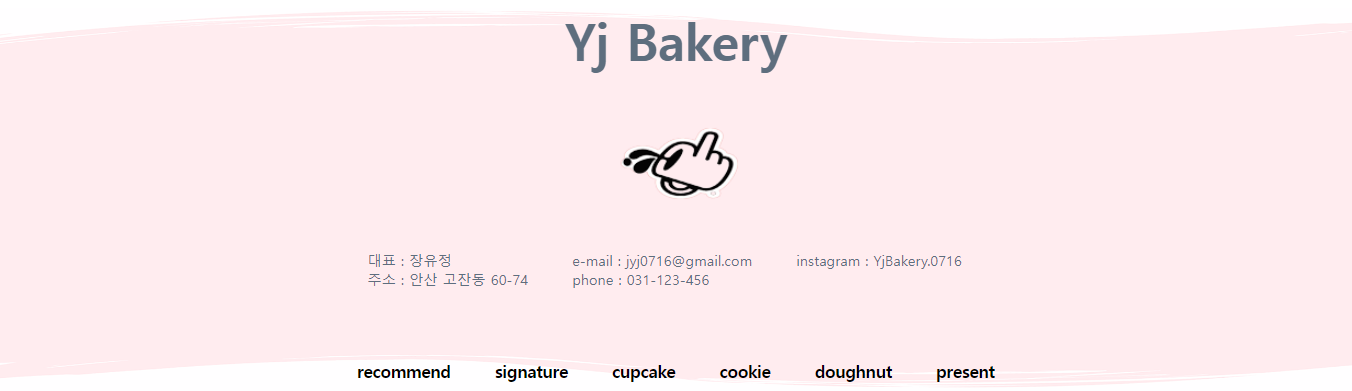 Yj Bakery
대표 : 장유정
주소 : 안산 고잔동 60-74
e-mail : jyj0716@gmail.com
phone : 031-123-456
instagram : YjBakery.0716
recommend signature cupcake cookie doughnut present